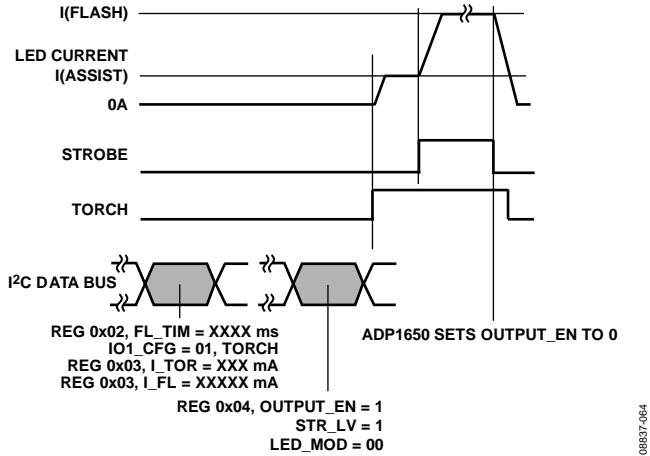 I(FLASH)
LED CURRENT
I(ASSIST)
0A
STROBE
TORCH
I²C DATA BUS
REG 0x02, FL_TIM = XXXX ms
IO1_CFG = 01, TORCH
REG 0x03, I_TOR = XXX mA
REG 0x03, I_FL = XXXXX mA
ADP1650 SETS OUTPUT_EN TO 0
REG 0x04, OUTPUT_EN = 1
STR_LV = 1
LED_MOD = 00
08837-064